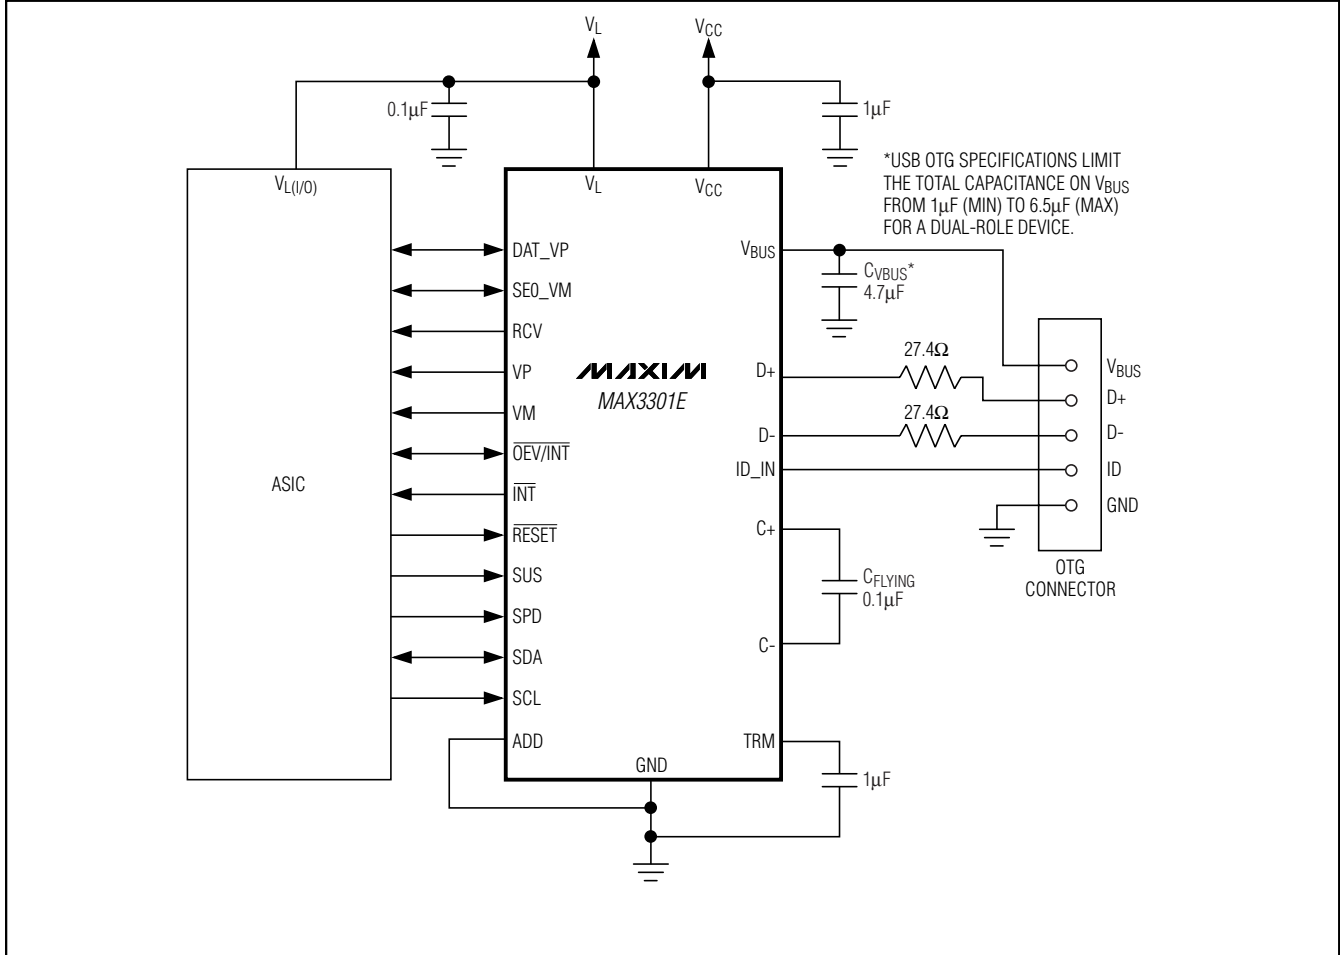 VL
VCC
0.1µF
1µF
*USB OTG SPECIFICATIONS LIMIT
THE TOTAL CAPACITANCE ON VBUS
FROM 1µF (MIN) TO 6.5µF (MAX)
FOR A DUAL-ROLE DEVICE.
VL(I/O)
VL
VCC
DAT_VP
SE0_VM
RCV
VP
VM
OEV/INT
INT
RESET
SUS
SPD
SDA
SCL
ADD
ASIC
MAXIM
MAX3301E
GND
VBUS
D+
D-
ID_IN
C+
C-
TRM
CVBUS*
4.7µF
27.4Ω
27.4Ω
CFLYING
0.1µF
1µF
VBUS
D+
D-
ID
GND
OTG
CONNECTOR